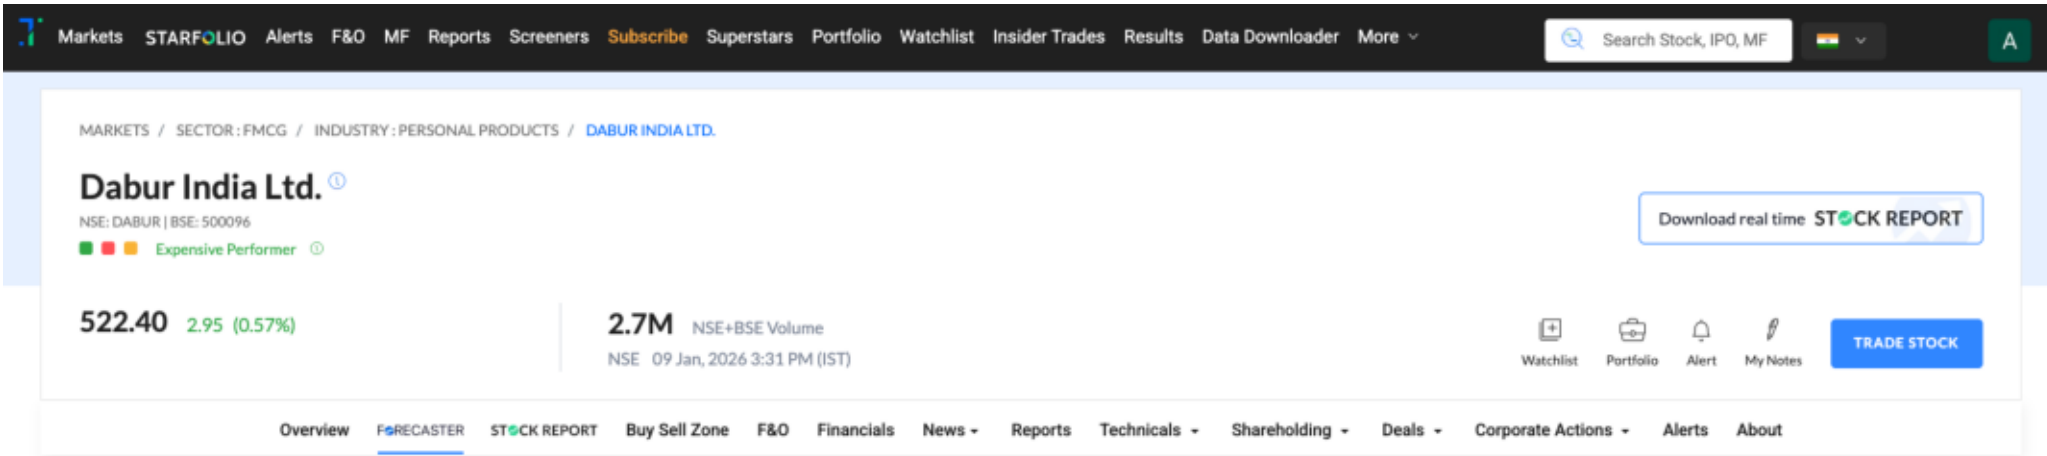 Markets STARFOLIO Alerts F&O MF Reports Screeners Subscribe Superstars Portfolio Watchlist Insider Trades Results Data Downloader More Search Stock, IPO, MF A
MARKETS / SECTOR : FMCG / INDUSTRY : PERSONAL PRODUCTS / DABUR INDIA LTD.
Dabur India Ltd.
NSE: DABUR | BSE: 500096
Expensive Performer
Download real time STOCK REPORT
522.40 2.95 (0.57%)
2.7M NSE+BSE Volume
NSE 09 Jan, 2026 3:31 PM (IST)
Watchlist Portfolio Alert My Notes TRADE STOCK
Overview FORECASTER STOCK REPORT Buy Sell Zone F&O Financials News Reports Technicals Shareholding Deals Corporate Actions Alerts About